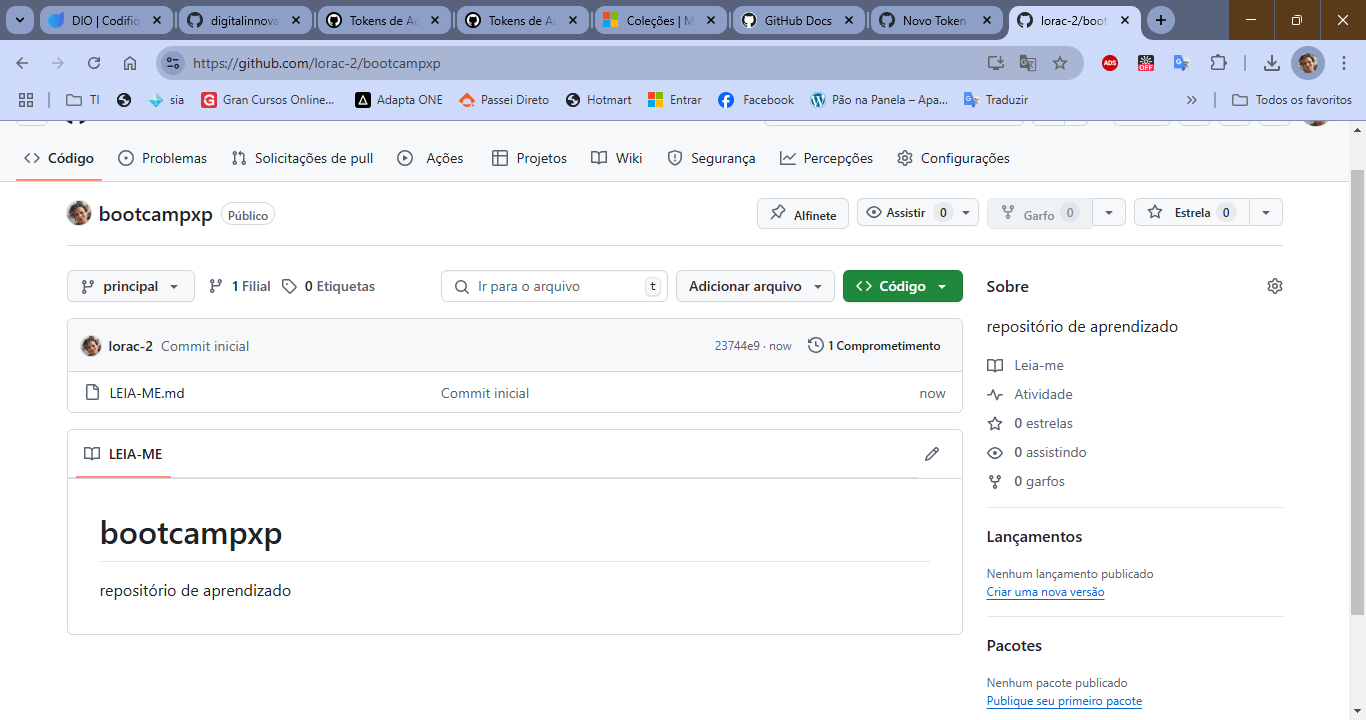 DIO | Codific
digitalinnova
Tokens de Ac
Tokens de Ac
Coleções | M
GitHub Docs
Novo Token
lorac-2/boot
https://github.com/lorac-2/bootcampxp
ADS
OFF
TI
sia
Gran Cursos Online...
Adapta ONE
Passei Direto
Hotmart
Entrar
Facebook
Pão na Panela – Apa...
Traduzir
Todos os favoritos
Código
Problemas
Solicitações de pull
Ações
Projetos
Wiki
Segurança
Percepções
Configurações
bootcampxp
Público
Alfinete
Assistir 0
Garfo 0
Estrela 0
principal
1 Filial
0 Etiquetas
Ir para o arquivo
t
Adicionar arquivo
Código
lorac-2 Commit inicial
23744e9 · now
1 Comprometimento
LEIA-ME.md
Commit inicial
now
LEIA-ME
bootcampxp
repositório de aprendizado
Sobre
repositório de aprendizado
Leia-me
Atividade
0 estrelas
0 assistindo
0 garfos
Lançamentos
Nenhum lançamento publicado
Criar uma nova versão
Pacotes
Nenhum pacote publicado
Publique seu primeiro pacote